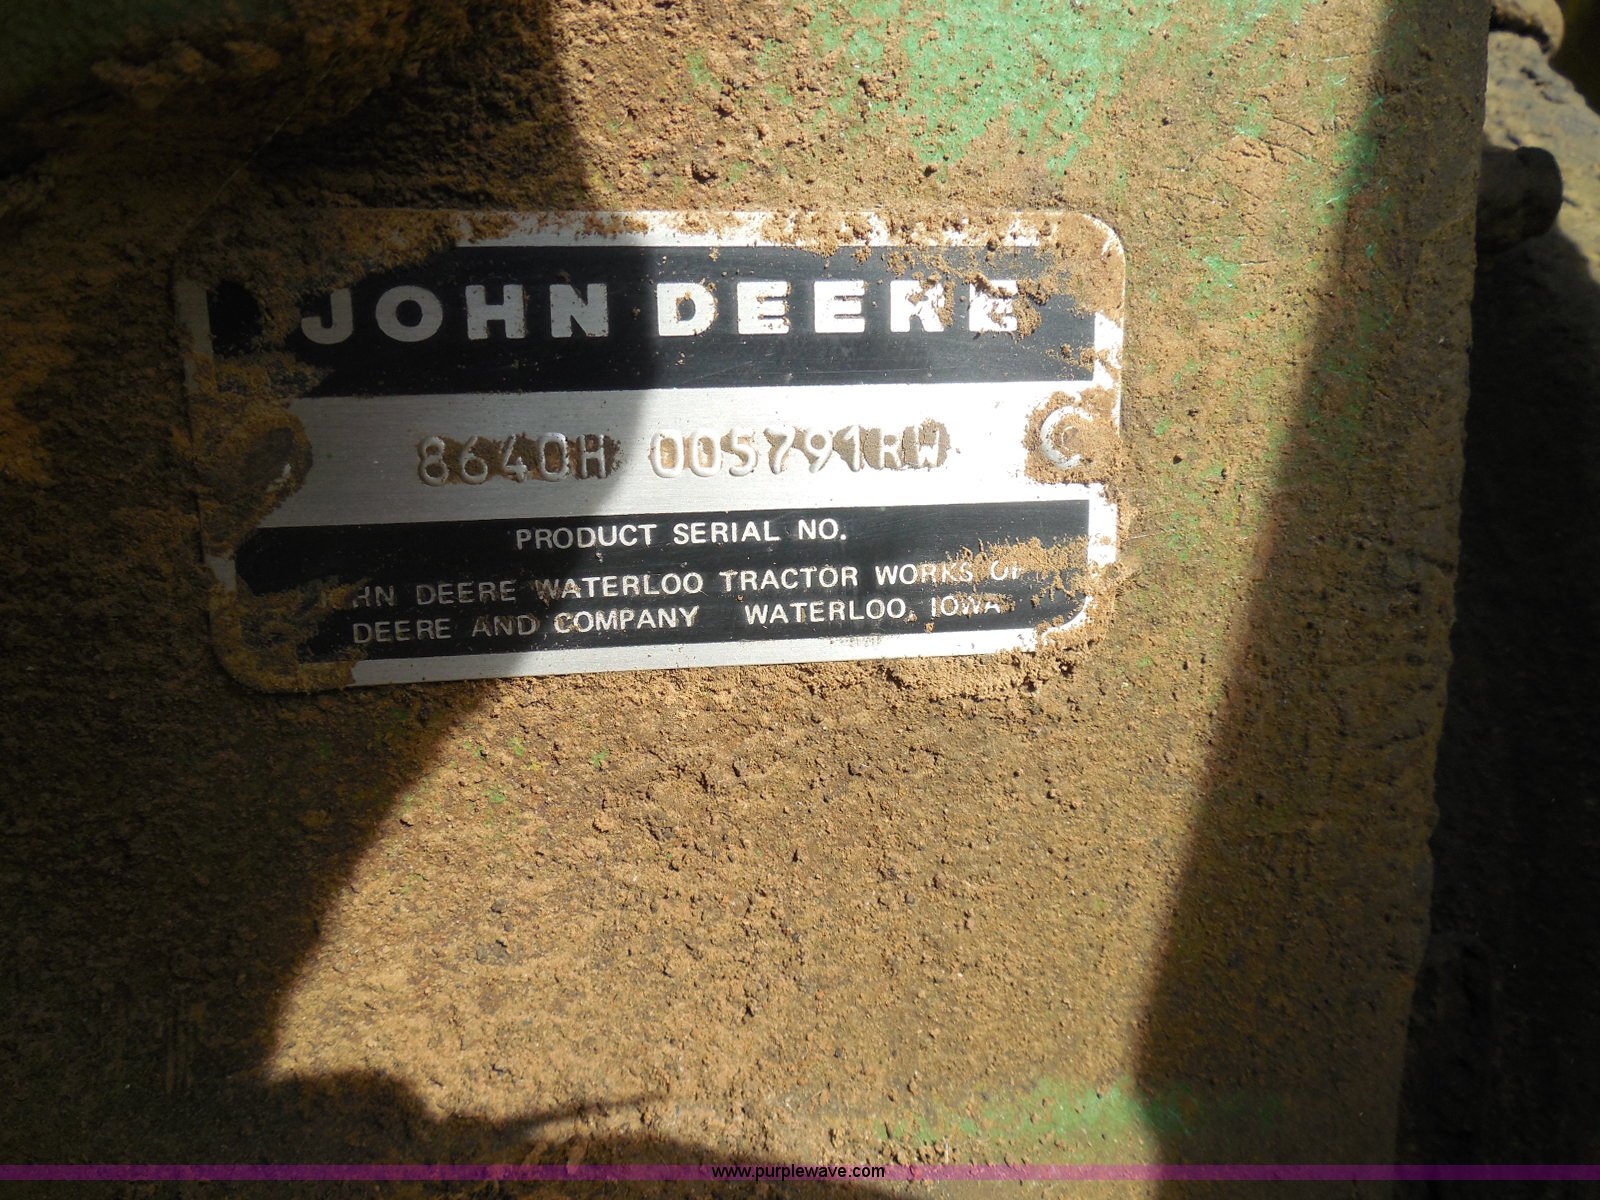 JOHN DEERE
8640H 005791RW
PRODUCT SERIAL NO.
DEERE WATERLOO TRACTOR WORKS OF
DEERE AND COMPANY WATERLOO, IOWA
www.purplewave.com